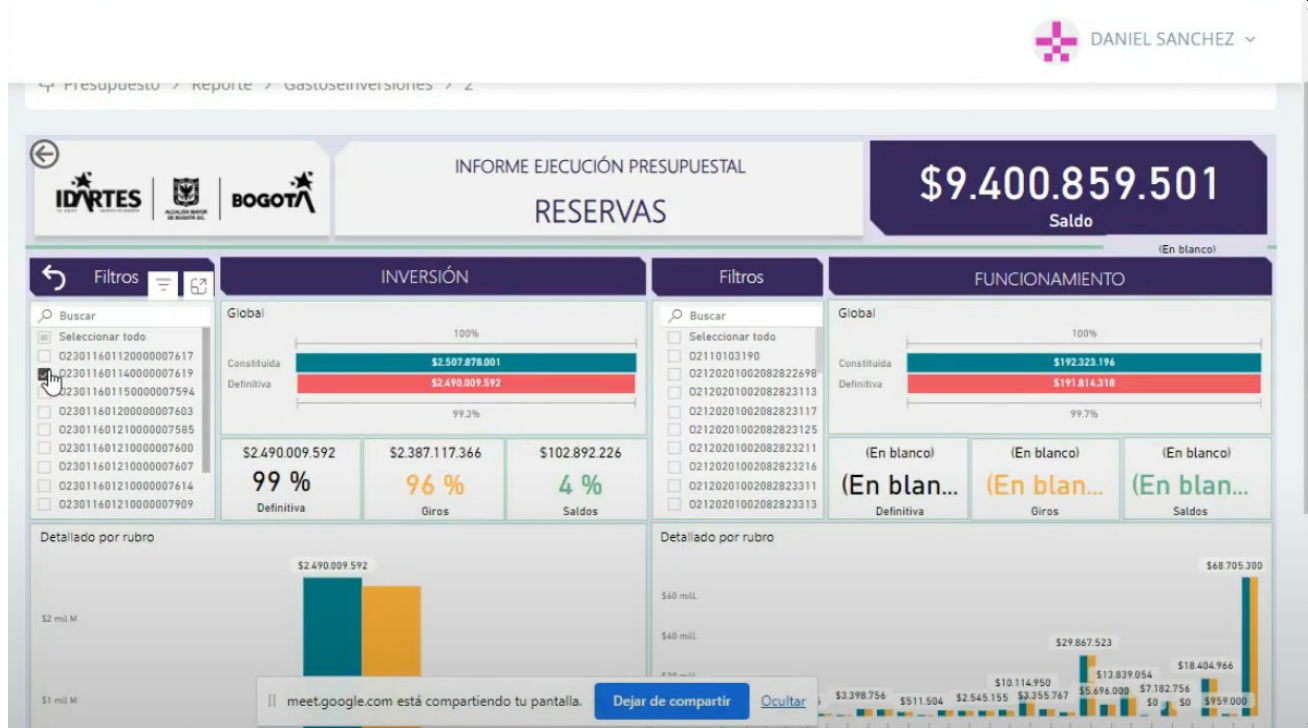 DANIEL SANCHEZ
Presupuesto > Reporte > Gastoseinversiones > 2
IDARTES
ALCALDÍA MAYOR
DE BOGOTÁ D.C.
BOGOTÁ
INFORME EJECUCIÓN PRESUPUESTAL
RESERVAS
$9.400.859.501
Saldo
(En blanco)
Filtros
INVERSIÓN
Filtros
FUNCIONAMIENTO
Buscar
Seleccionar todo
023011601120000007617
023011601140000007619
023011601150000007594
023011601200000007603
023011601210000007585
023011601210000007600
023011601210000007607
023011601210000007614
023011601210000007909
Global
100%
Constituida
$2.507.878.001
Definitiva
$2.490.009.592
99.3%
$2.490.009.592
99 %
Definitiva
$2.387.117.366
96 %
Giros
$102.892.226
4 %
Saldos
Buscar
Seleccionar todo
02110103190
02120201002082822698
02120201002082823113
02120201002082823117
02120201002082823125
02120201002082823211
02120201002082823216
02120201002082823311
02120201002082823313
Global
100%
Constituida
$192.323.196
Definitiva
$191.814.318
99.7%
(En blanco)
(En blan...
Definitiva
(En blanco)
(En blan...
Giros
(En blanco)
(En blan...
Saldos
Detallado por rubro
$2.490.009.592
$2 mil M
$1 mil M
Detallado por rubro
$68.705.300
$60 mill.
$40 mill.
$29.867.523
$18.404.966
$13.839.054
$10.114.950
$7.182.756
$5.696.000
$3.398.756
$511.504
$2.545.155
$3.355.767
$0
$0
$959.000
meet.google.com está compartiendo tu pantalla.
Dejar de compartir
Ocultar